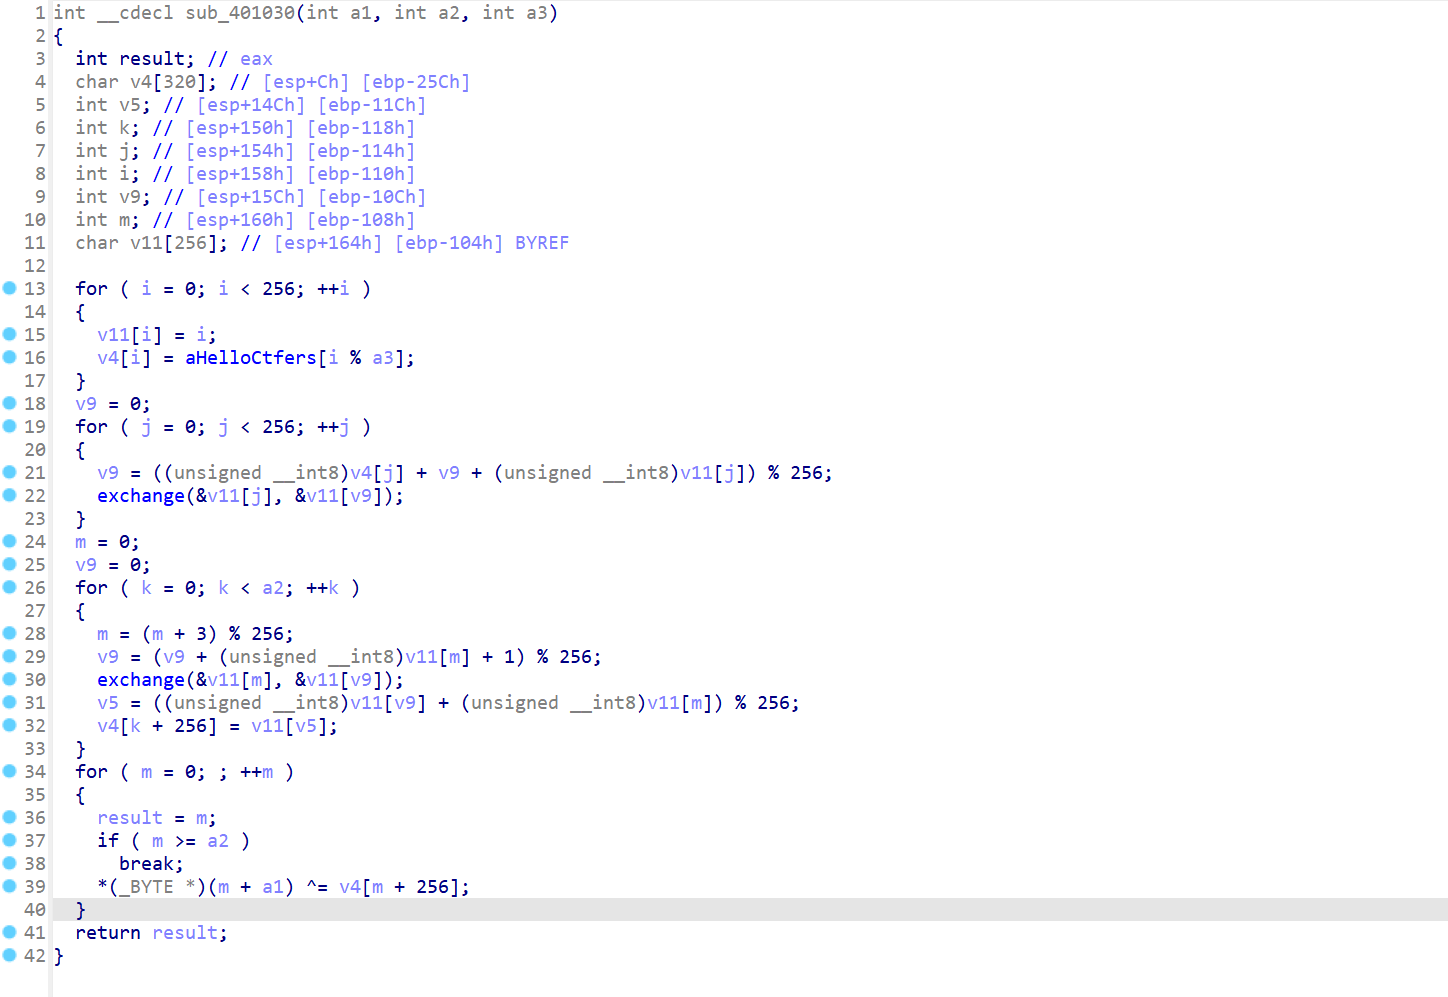 1 int __cdecl sub_401030(int a1, int a2, int a3)
2 {
3   int result; // eax
4   char v4[320]; // [esp+Ch] [ebp-25Ch]
5   int v5; // [esp+14Ch] [ebp-11Ch]
6   int k; // [esp+150h] [ebp-118h]
7   int j; // [esp+154h] [ebp-114h]
8   int i; // [esp+158h] [ebp-110h]
9   int v9; // [esp+15Ch] [ebp-10Ch]
10   int m; // [esp+160h] [ebp-108h]
11   char v11[256]; // [esp+164h] [ebp-104h] BYREF
12
13   for ( i = 0; i < 256; ++i )
14   {
15     v11[i] = i;
16     v4[i] = aHelloCtfers[i % a3];
17   }
18   v9 = 0;
19   for ( j = 0; j < 256; ++j )
20   {
21     v9 = ((unsigned __int8)v4[j] + v9 + (unsigned __int8)v11[j]) % 256;
22     exchange(&v11[j], &v11[v9]);
23   }
24   m = 0;
25   v9 = 0;
26   for ( k = 0; k < a2; ++k )
27   {
28     m = (m + 3) % 256;
29     v9 = (v9 + (unsigned __int8)v11[m] + 1) % 256;
30     exchange(&v11[m], &v11[v9]);
31     v5 = ((unsigned __int8)v11[v9] + (unsigned __int8)v11[m]) % 256;
32     v4[k + 256] = v11[v5];
33   }
34   for ( m = 0; ; ++m )
35   {
36     result = m;
37     if ( m >= a2 )
38       break;
39     *(_BYTE *)(m + a1) ^= v4[m + 256];
40   }
41   return result;
42 }